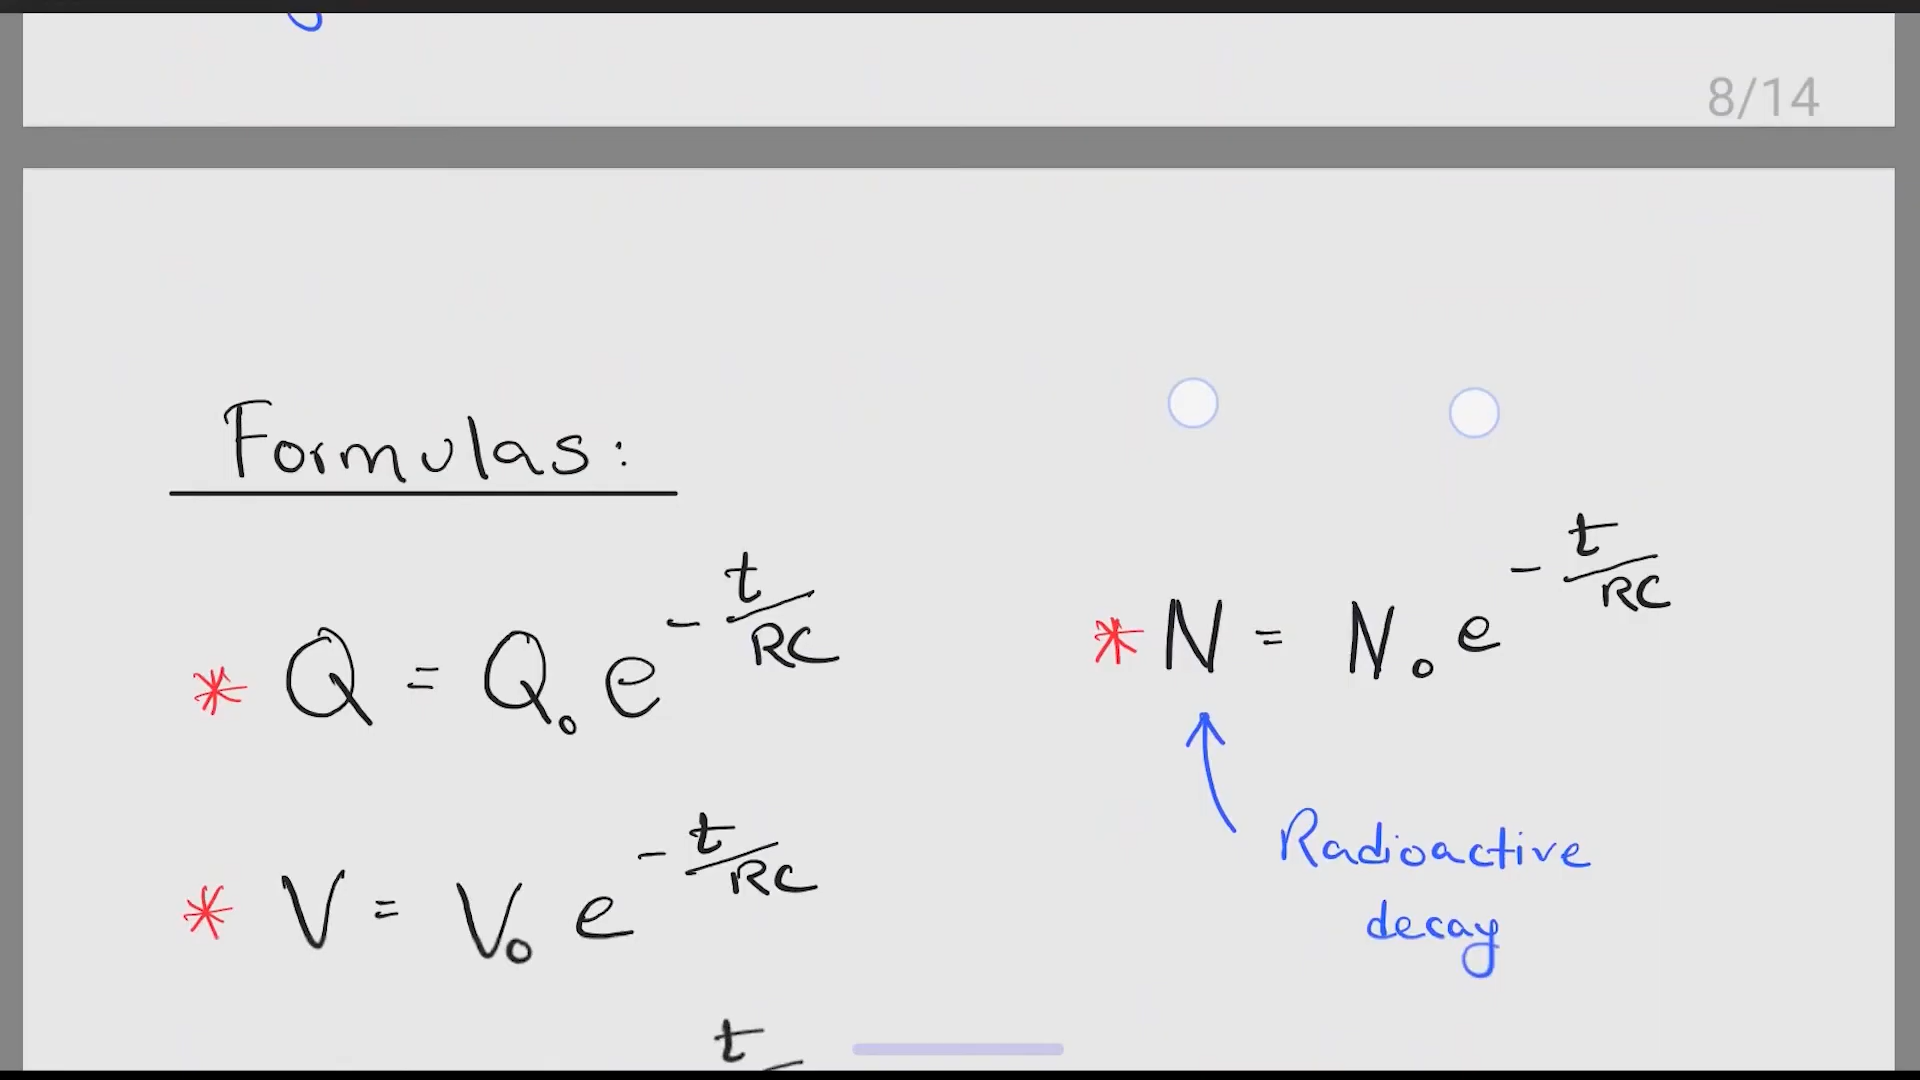 8/14
Formulas:
* Q = Q₀ e^(-t/RC)
* N = N₀ e^(-t/RC)
* V = V₀ e^(-t/RC)
Radioactive
decay
t